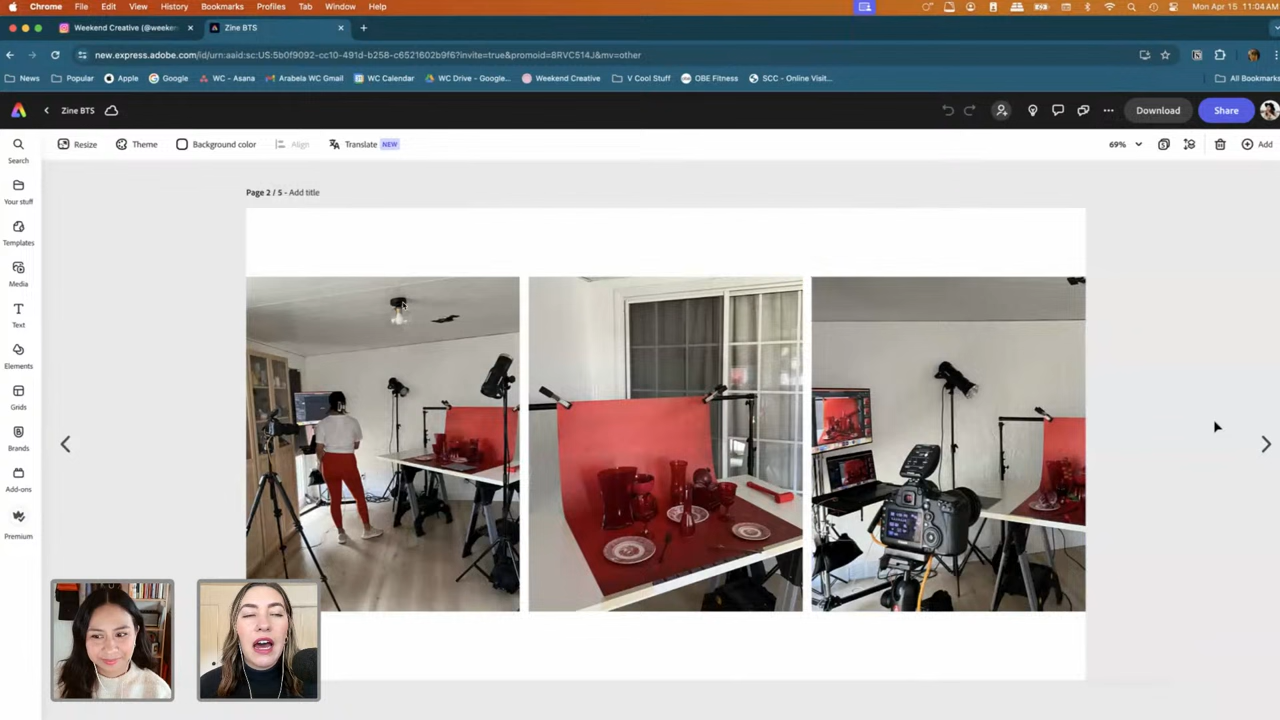 Chrome File Edit View History Bookmarks Profiles Tab Window Help Mon Apr 15 11:04AM
Weekend Creative (@weeken Zine BTS
new.express.adobe.com/id/urn:aaid:sc:US:5b0f9092-cc10-491d-b258-c6521602b9f6?invite=true&promoid=8RVC514J&mv=other
News Popular Apple Google WC - Asana Arabela WC Gmail WC Calendar WC Drive - Google... Weekend Creative V Cool Stuff OBE Fitness SCC - Online Visit... All Bookmarks
Zine BTS Download Share
Search Resize Theme Background color Align Translate NEW 69% Add
Your stuff
Templates
Media
Text
Elements
Grids
Brands
Add-ons
Premium
Page 2 / 5 - Add title